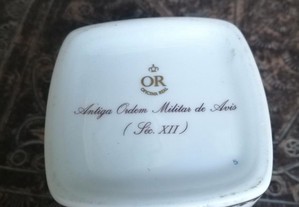 OR
Antiga Ordem Militar de Avis
(Séc. XII)